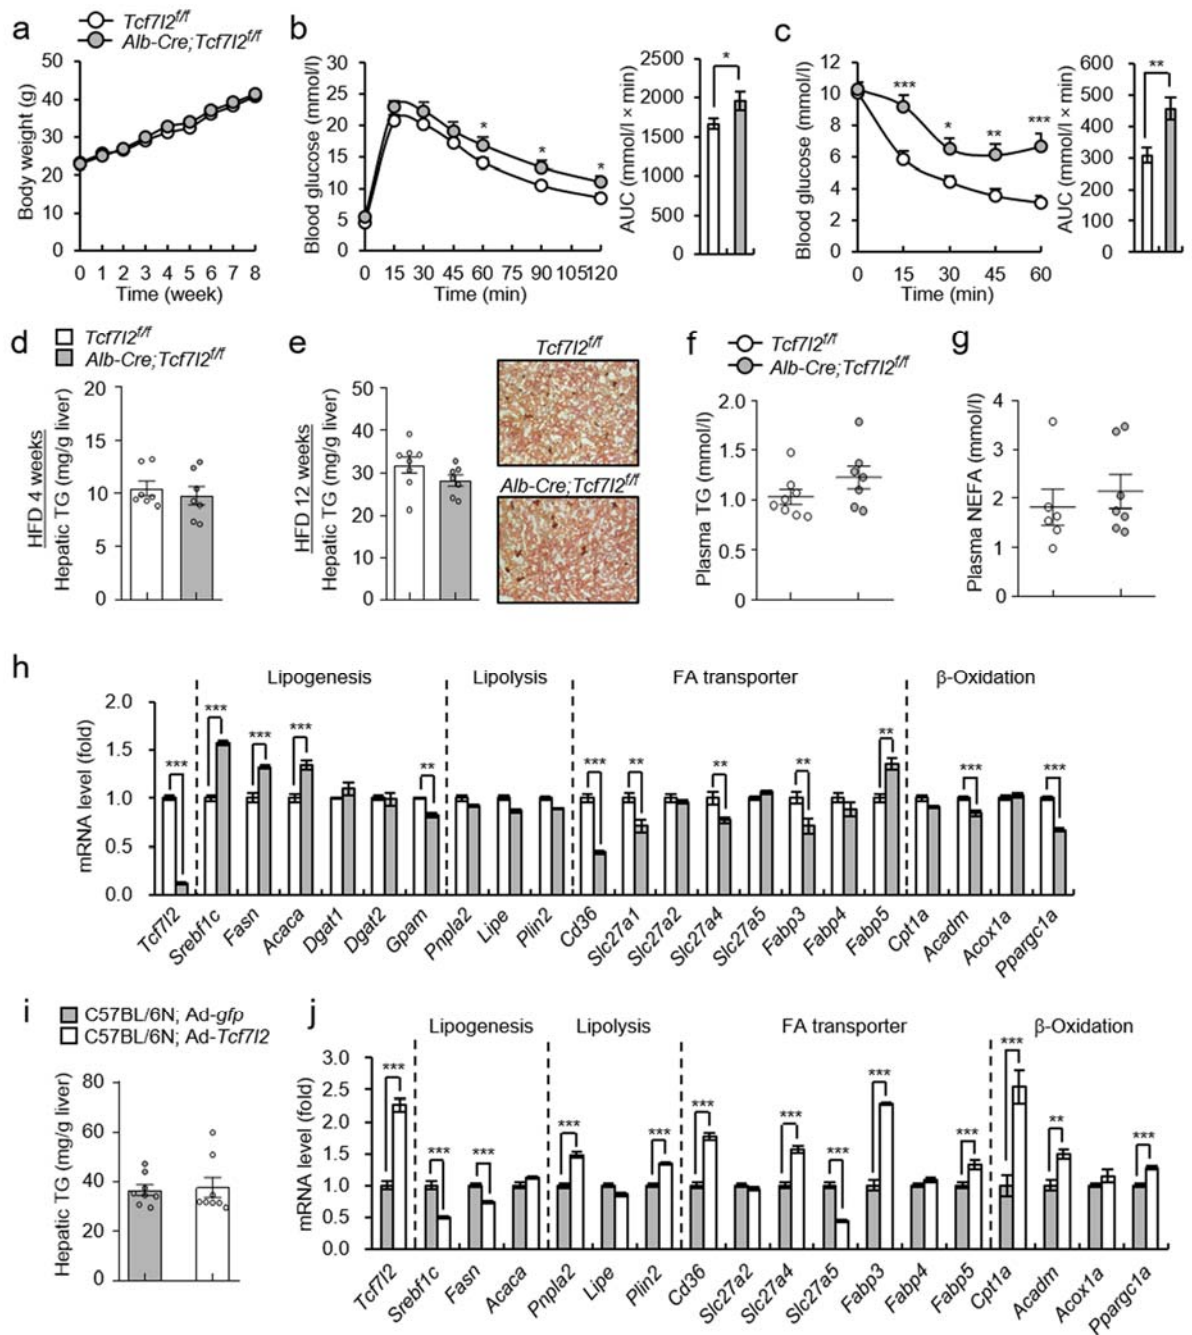 a
Tcf7l2f/f
Alb-Cre;Tcf7l2f/f
Body weight (g)
50
40
30
20
10
0
0 1 2 3 4 5 6 7 8
Time (week)
b
Blood glucose (mmol/l)
30
25
20
15
10
5
0
*
*
*
0 15 30 45 60 75 90 105120
Time (min)
AUC (mmol/l × min)
2500
2000
1500
1000
500
0
*
c
Blood glucose (mmol/l)
12
10
8
6
4
2
0
***
*
**
***
0 15 30 45 60
Time (min)
AUC (mmol/l × min)
600
500
400
300
200
100
0
**
d
Tcf7l2f/f
Alb-Cre;Tcf7l2f/f
HFD 4 weeks
Hepatic TG (mg/g liver)
20
15
10
5
0
e
HFD 12 weeks
Hepatic TG (mg/g liver)
50
40
30
20
10
0
Tcf7l2f/f
Alb-Cre;Tcf7l2f/f
f
Tcf7l2f/f
Alb-Cre;Tcf7l2f/f
Plasma TG (mmol/l)
2.0
1.5
1.0
0.5
0
g
Plasma NEFA (mmol/l)
4
3
2
1
0
h
Lipogenesis
Lipolysis
FA transporter
β-Oxidation
mRNA level (fold)
2.0
1.5
1.0
0.5
0.0
***
***
***
***
**
***
**
**
**
**
***
***
Tcf7l2 Srebf1c Fasn Acaca Dgat1 Dgat2 Gpam Pnpla2 Lipe Plin2 Cd36 Slc27a1 Slc27a2 Slc27a4 Slc27a5 Fabp3 Fabp4 Fabp5 Cpt1a Acadm Acox1a Ppargc1a
i
C57BL/6N; Ad-gfp
C57BL/6N; Ad-Tcf7l2
Hepatic TG (mg/g liver)
80
60
40
20
0
j
Lipogenesis
Lipolysis
FA transporter
β-Oxidation
mRNA level (fold)
3.0
2.5
2.0
1.5
1.0
0.5
0.0
***
***
***
***
***
***
***
***
***
***
***
**
***
Tcf7l2 Srebf1c Fasn Acaca Pnpla2 Lipe Plin2 Cd36 Slc27a2 Slc27a4 Slc27a5 Fabp3 Fabp4 Fabp5 Cpt1a Acadm Acox1a Ppargc1a